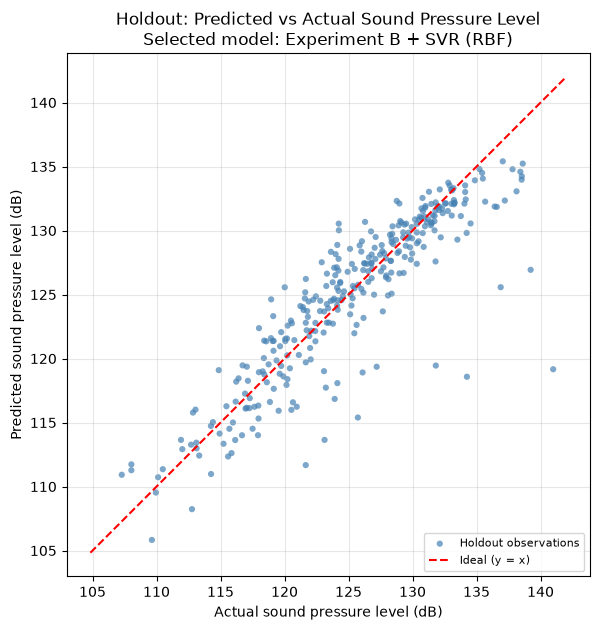 Holdout: Predicted vs Actual Sound Pressure Level
Selected model: Experiment B + SVR (RBF)
Predicted sound pressure level (dB)
140
135
130
125
120
115
110
105
105
110
115
120
125
130
135
140
Actual sound pressure level (dB)
Holdout observations
Ideal (y = x)